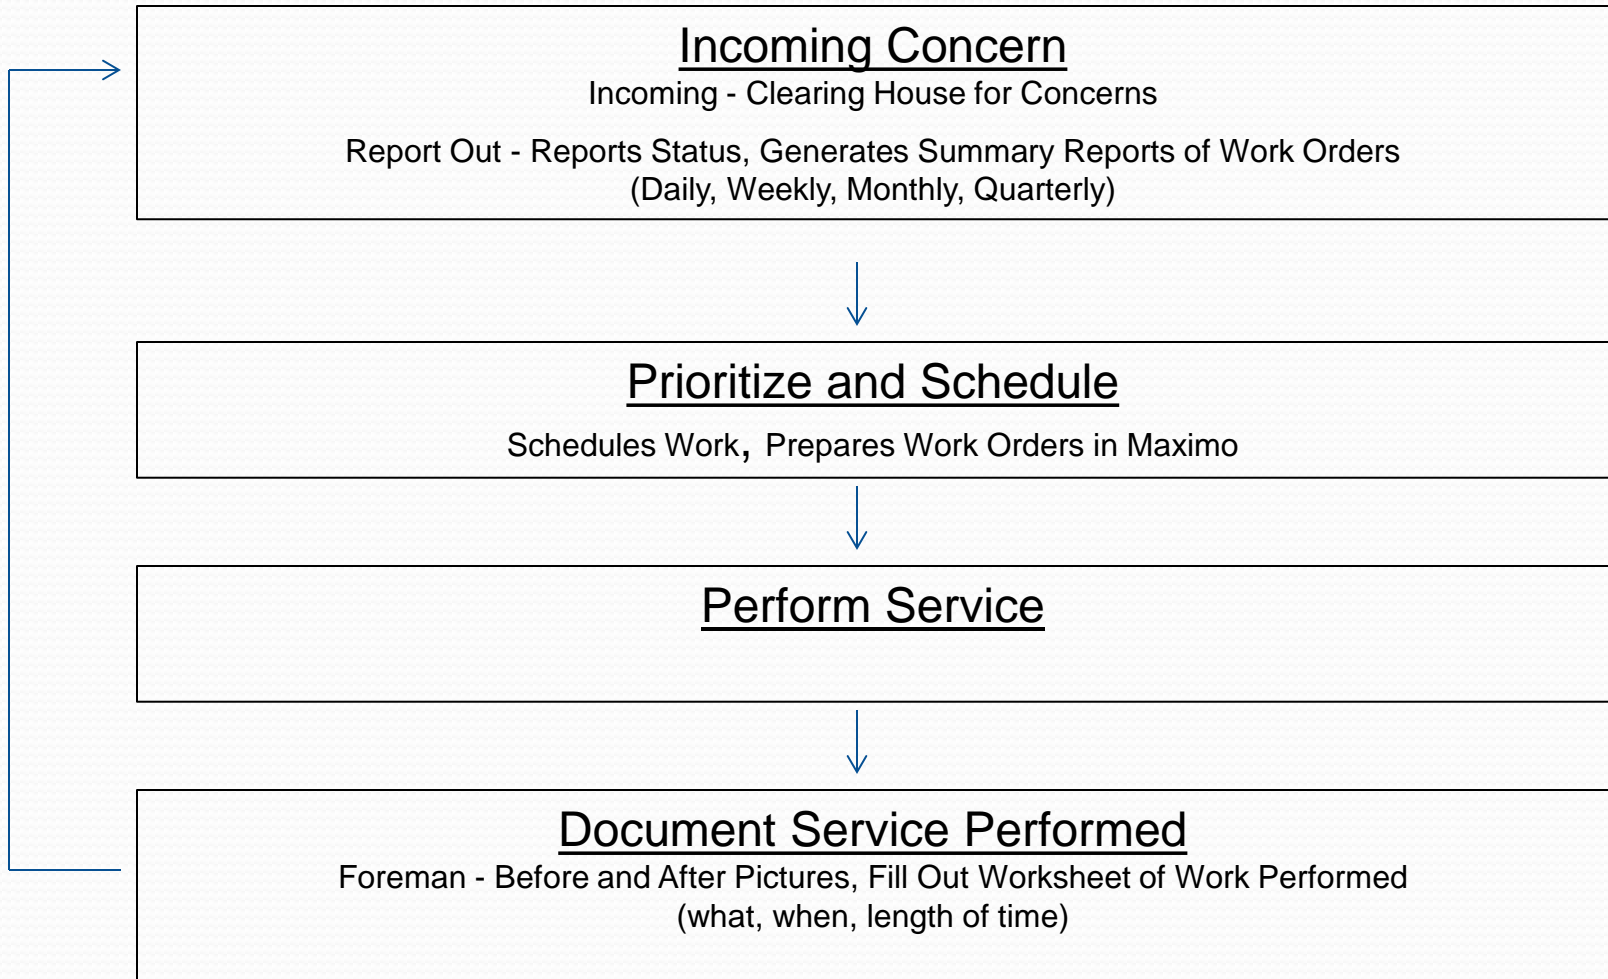 Incoming Concern
Incoming - Clearing House for Concerns
Report Out - Reports Status, Generates Summary Reports of Work Orders
(Daily, Weekly, Monthly, Quarterly)
Prioritize and Schedule
Schedules Work, Prepares Work Orders in Maximo
Perform Service
Document Service Performed
Foreman - Before and After Pictures, Fill Out Worksheet of Work Performed
(what, when, length of time)